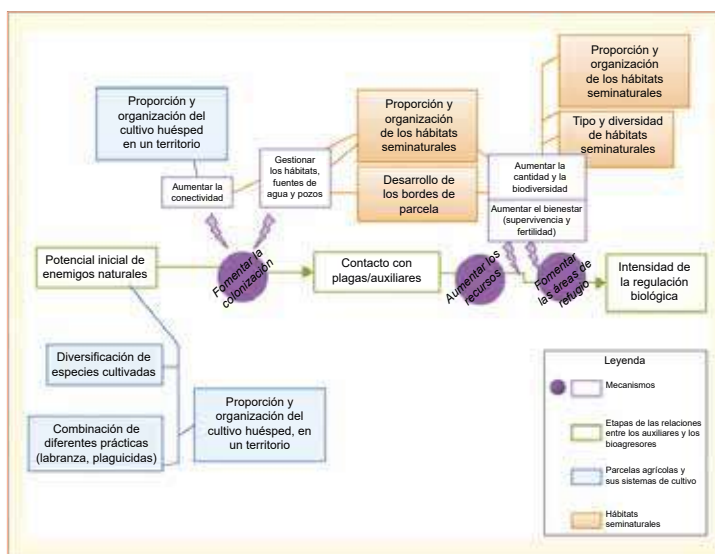 Proporción y
organización
de los hábitats
seminaturales
Tipo y diversidad
de hábitats
seminaturales
Proporción y
organización del
cultivo huésped
en un territorio
Proporción y
organización
de los hábitats
seminaturales
Gestionar
los hábitats,
fuentes de
agua y pozos
Aumentar la
conectividad
Desarrollo de
los bordes de
parcela
Aumentar la
cantidad y la
biodiversidad
Aumentar el bienestar
(supervivencia y
fertilidad)
Potencial inicial de
enemigos naturales
Fomentar la
colonización
Contacto con
plagas/auxiliares
Aumentar los
recursos
Fomentar
las áreas de
refugio
Intensidad de
la regulación
biológica
Diversificación de
especies cultivadas
Combinación de
diferentes prácticas
(labranza, plaguicidas)
Proporción y
organización del
cultivo huésped, en
un territorio
Leyenda
Mecanismos
Etapas de las relaciones
entre los auxiliares y los
bioagresores
Parcelas agrícolas y
sus sistemas de cultivo
Hábitats
seminaturales